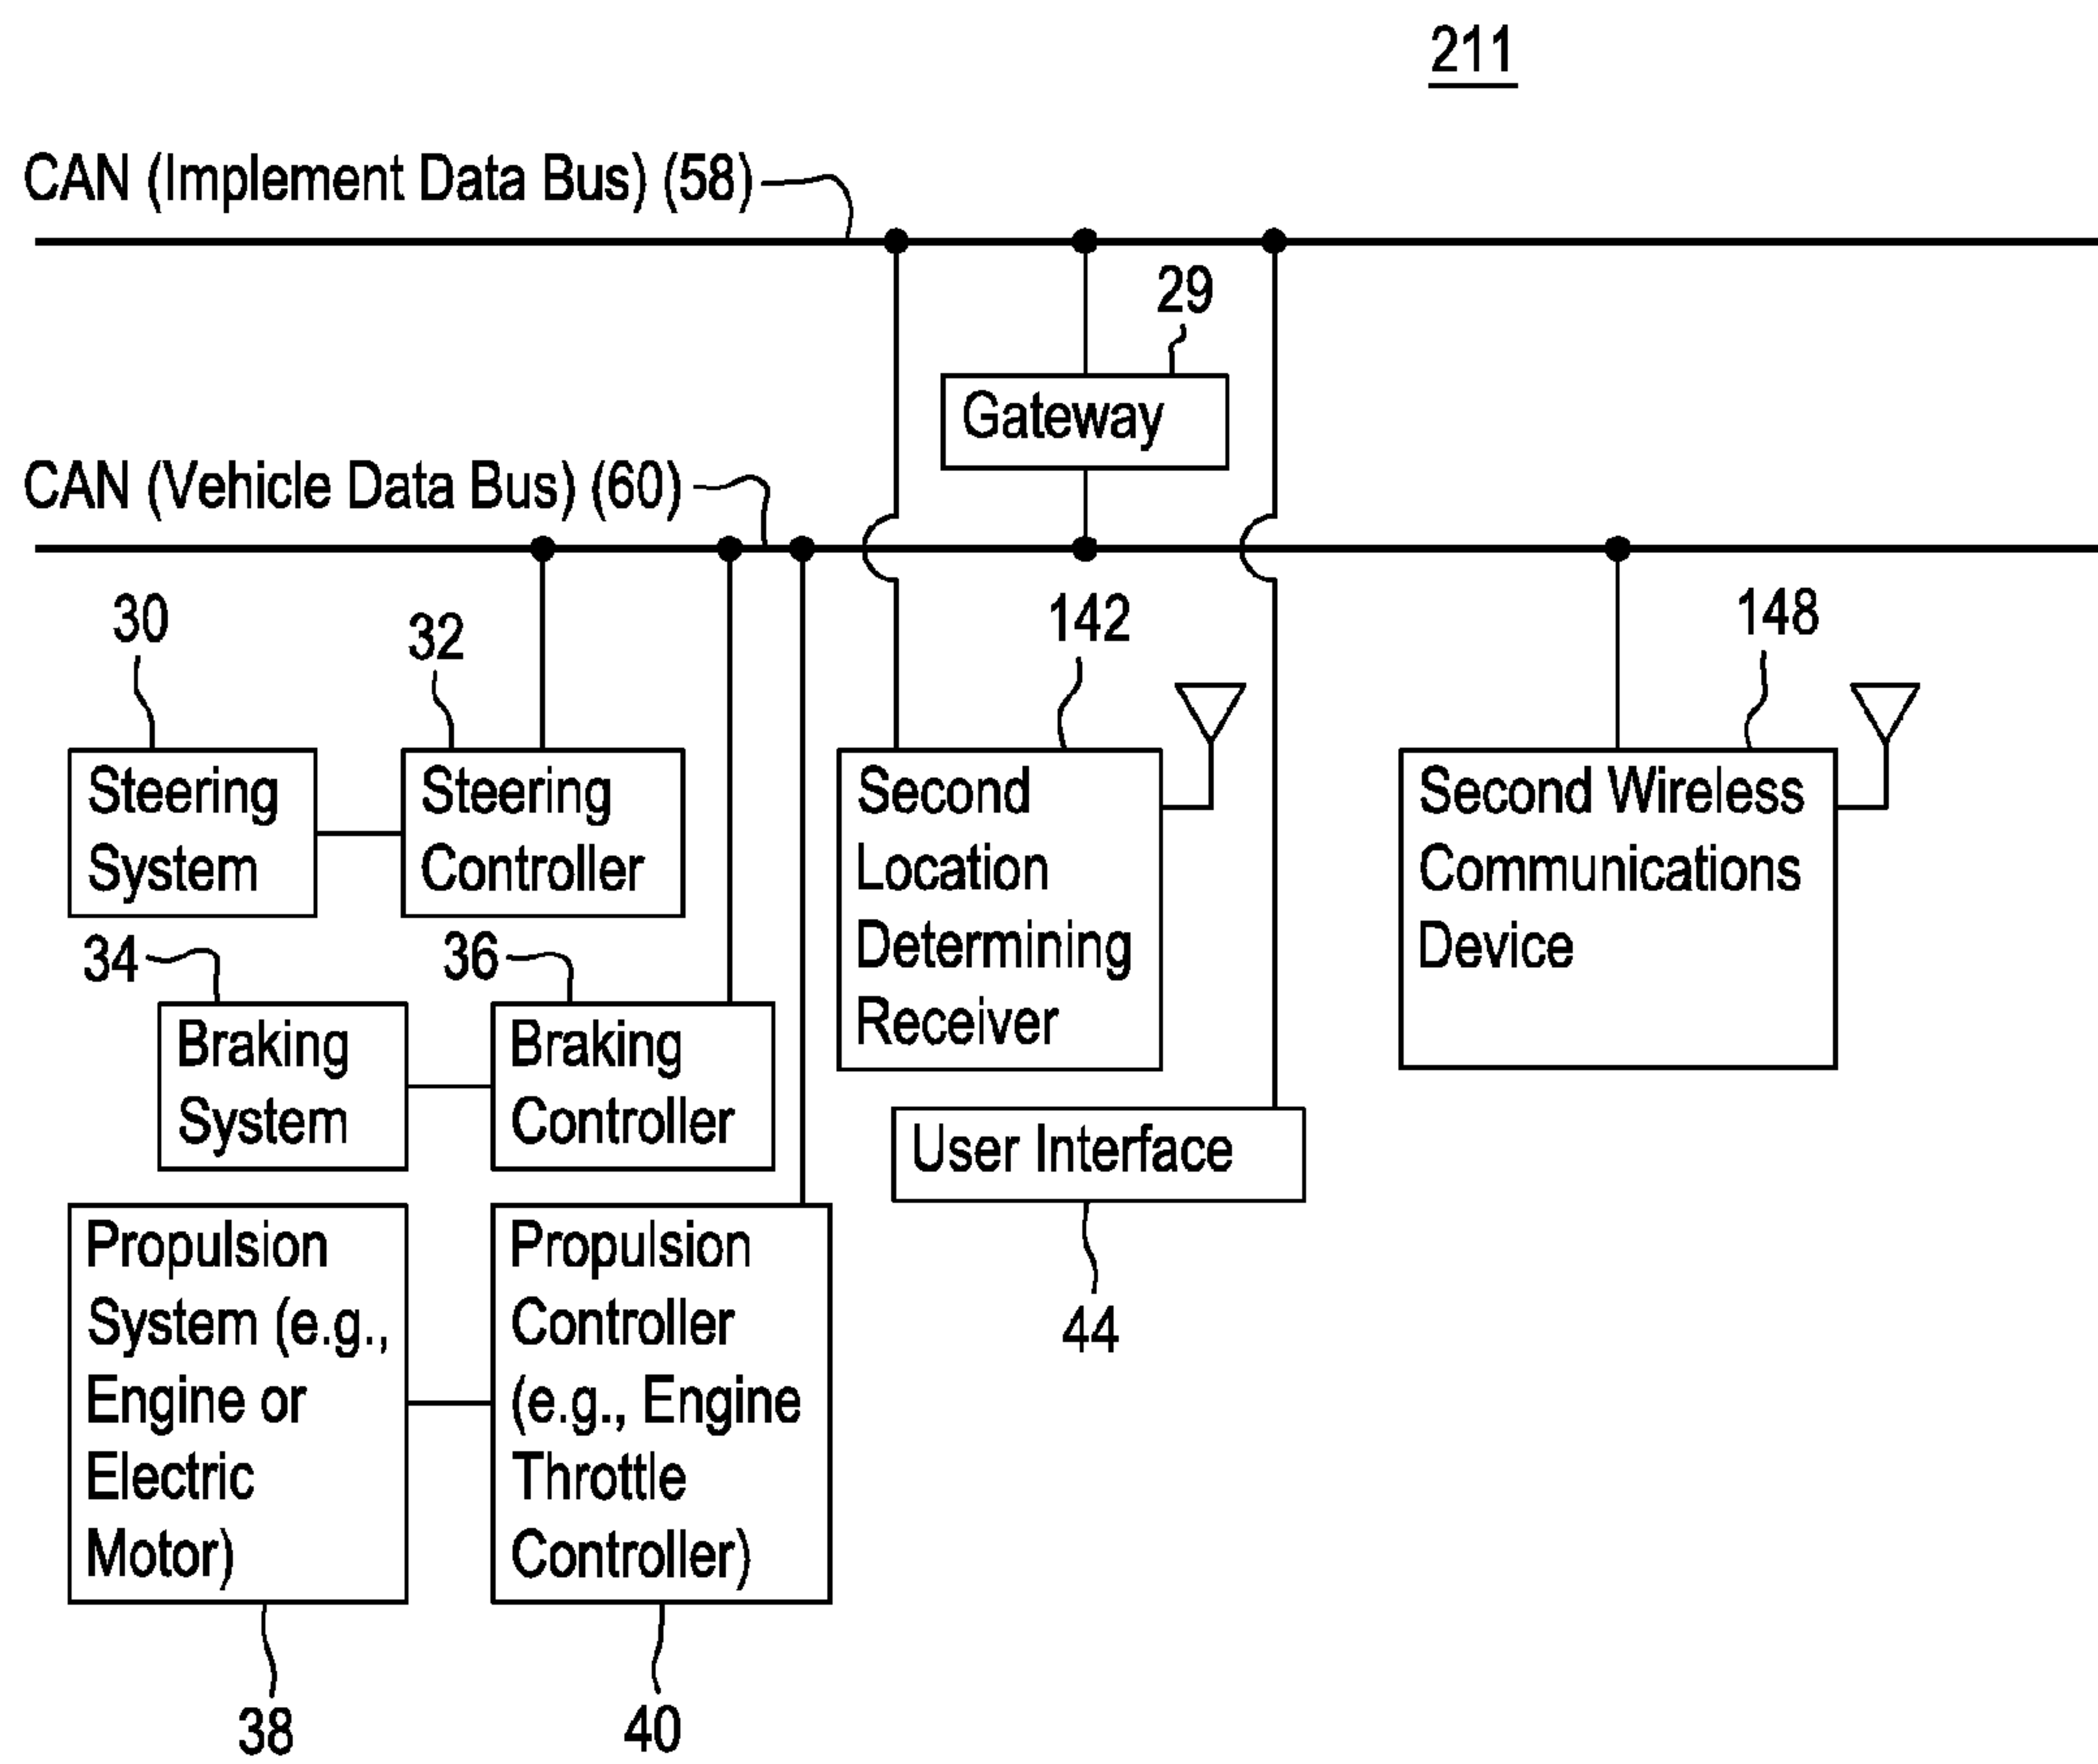 211
CAN (Implement Data Bus) (58)
29
Gateway
CAN (Vehicle Data Bus) (60)
30
32
142
148
Steering
System
Steering
Controller
Second
Location
Determining
Receiver
Second Wireless
Communications
Device
34
36
Braking
System
Braking
Controller
User Interface
44
Propulsion
System (e.g.,
Engine or
Electric
Motor)
Propulsion
Controller
(e.g., Engine
Throttle
Controller)
38
40